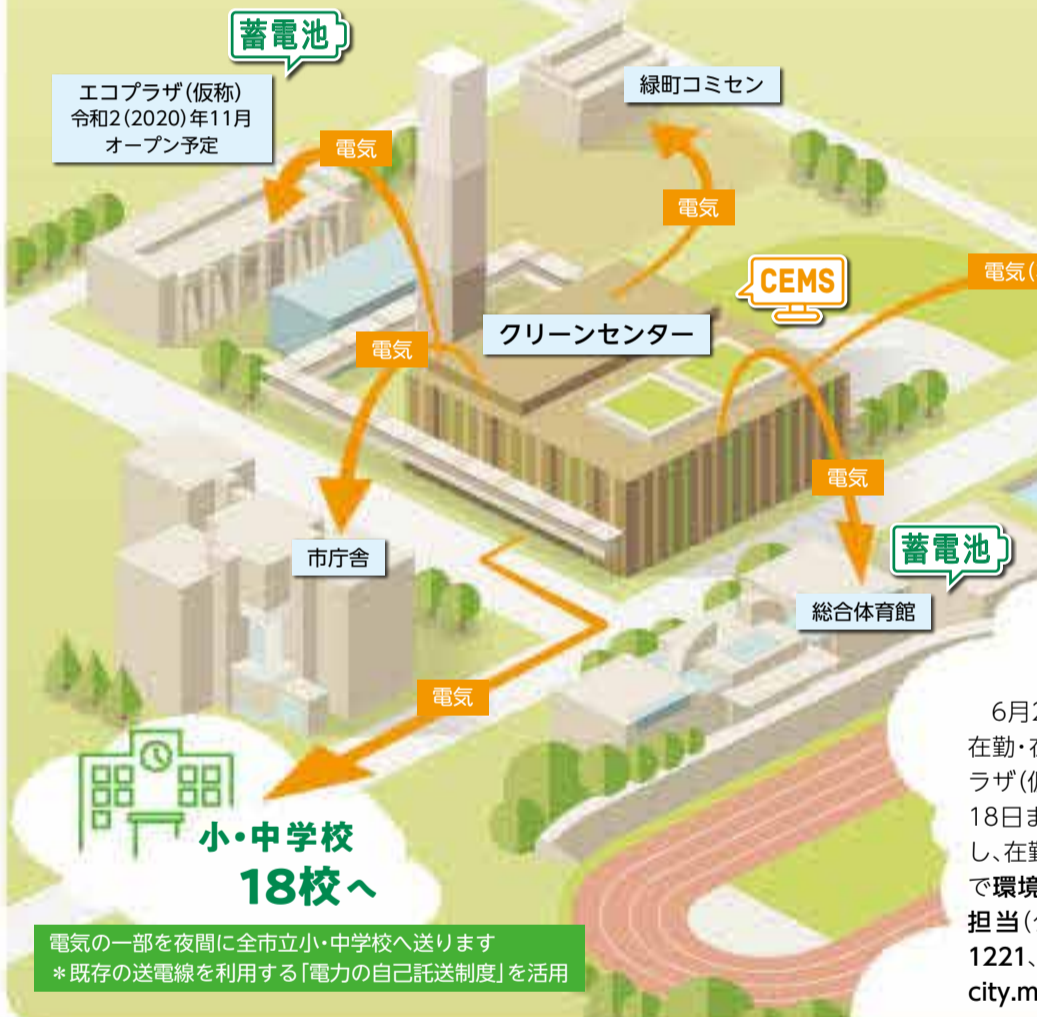 蓄電池
エコプラザ(仮称)
令和2(2020)年11月
オープン予定
電気
緑町コミセン
電気
CEMS
電気(
クリーンセンター
電気
電気
市庁舎
蓄電池
総合体育館
電気
小・中学校
18校へ
電気の一部を夜間に全市立小・中学校へ送ります
＊既存の送電線を利用する「電力の自己託送制度」を活用
6月2
在勤・在
ラザ(仮
18日ま
し、在勤
で環境
担当(
1221、
city.m